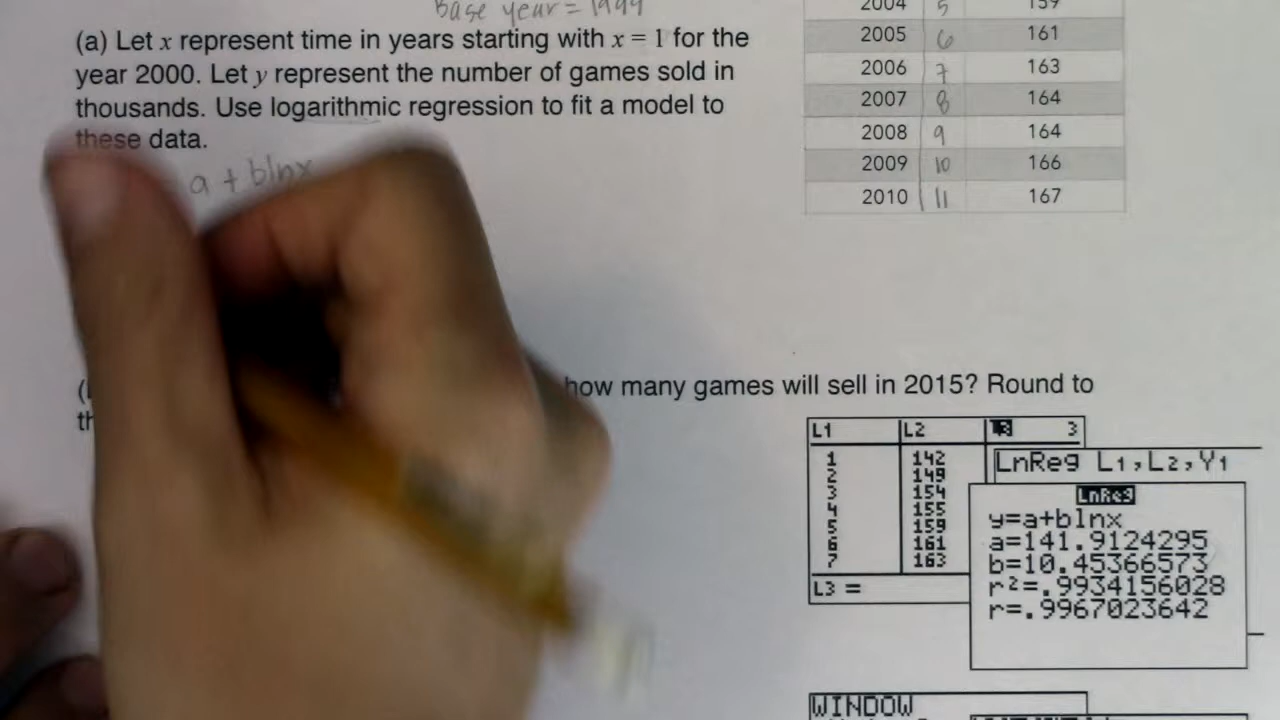 Base year = 1999
(a) Let x represent time in years starting with x = 1 for the
year 2000. Let y represent the number of games sold in
thousands. Use logarithmic regression to fit a model to
these data.
a + blnx
2004 5 159
2005 6 161
2006 7 163
2007 8 164
2008 9 164
2009 10 166
2010 11 167
how many games will sell in 2015? Round to
L1 L2 L3 3
1 142
2 149
3 154
4 155
5 159
6 161
7 163
L3 =
LnReg L1,L2,Y1
LnReg
y=a+blnx
a=141.9124295
b=10.45366573
r²=.9934156028
r=.9967023642
WINDOW